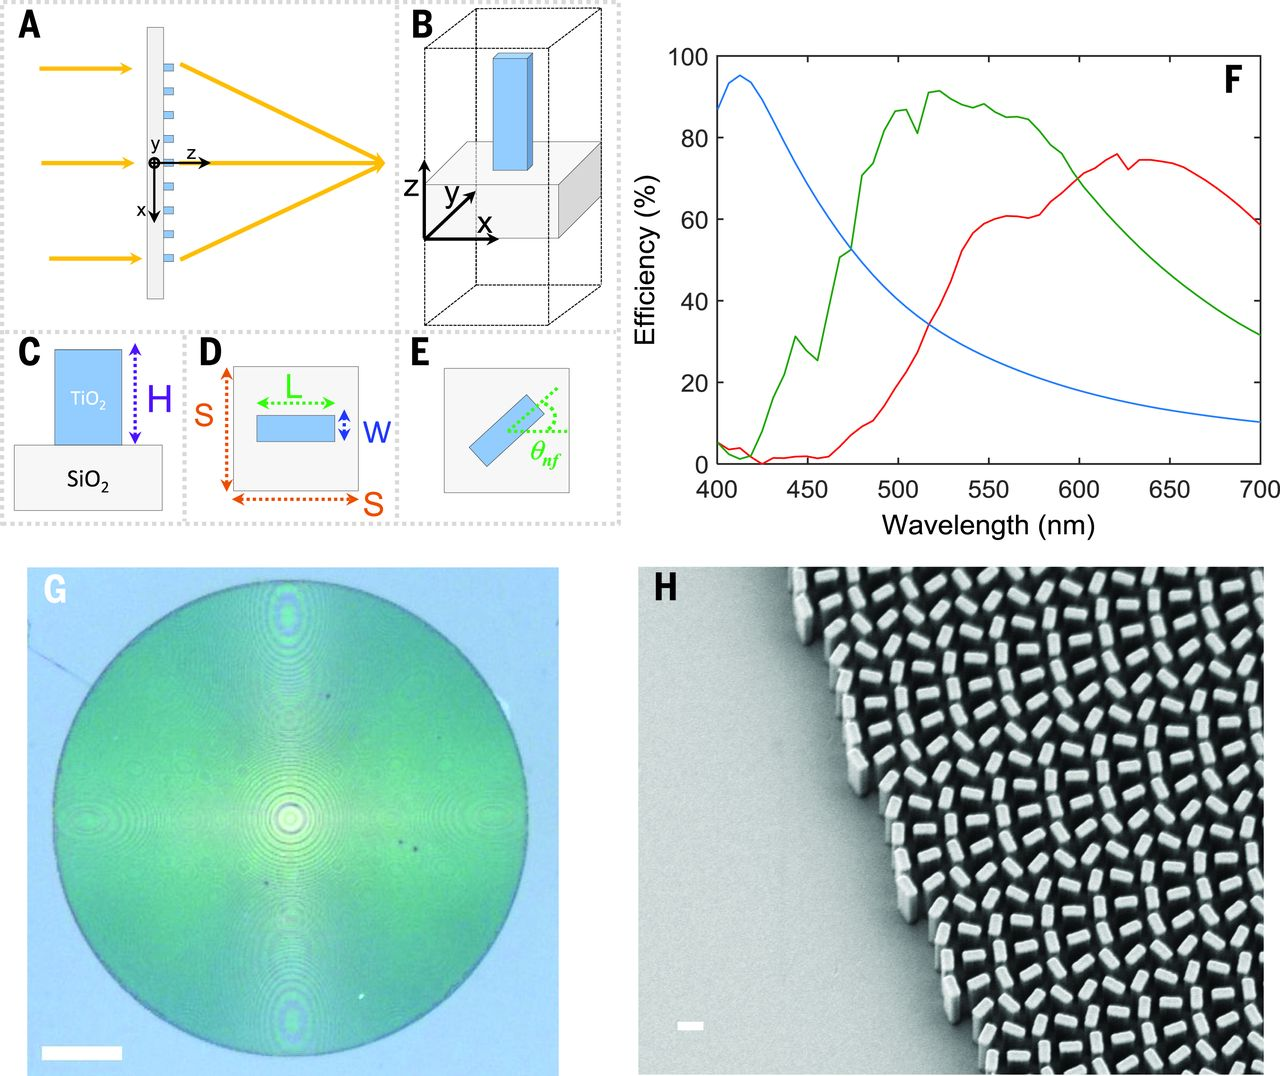 A
y
z
x
B
z
y
x
C
TiO2
H
SiO2
D
L
S
W
S
E
θnf
F
100
80
60
40
20
0
Efficiency (%)
400 450 500 550 600 650 700
Wavelength (nm)
G
H